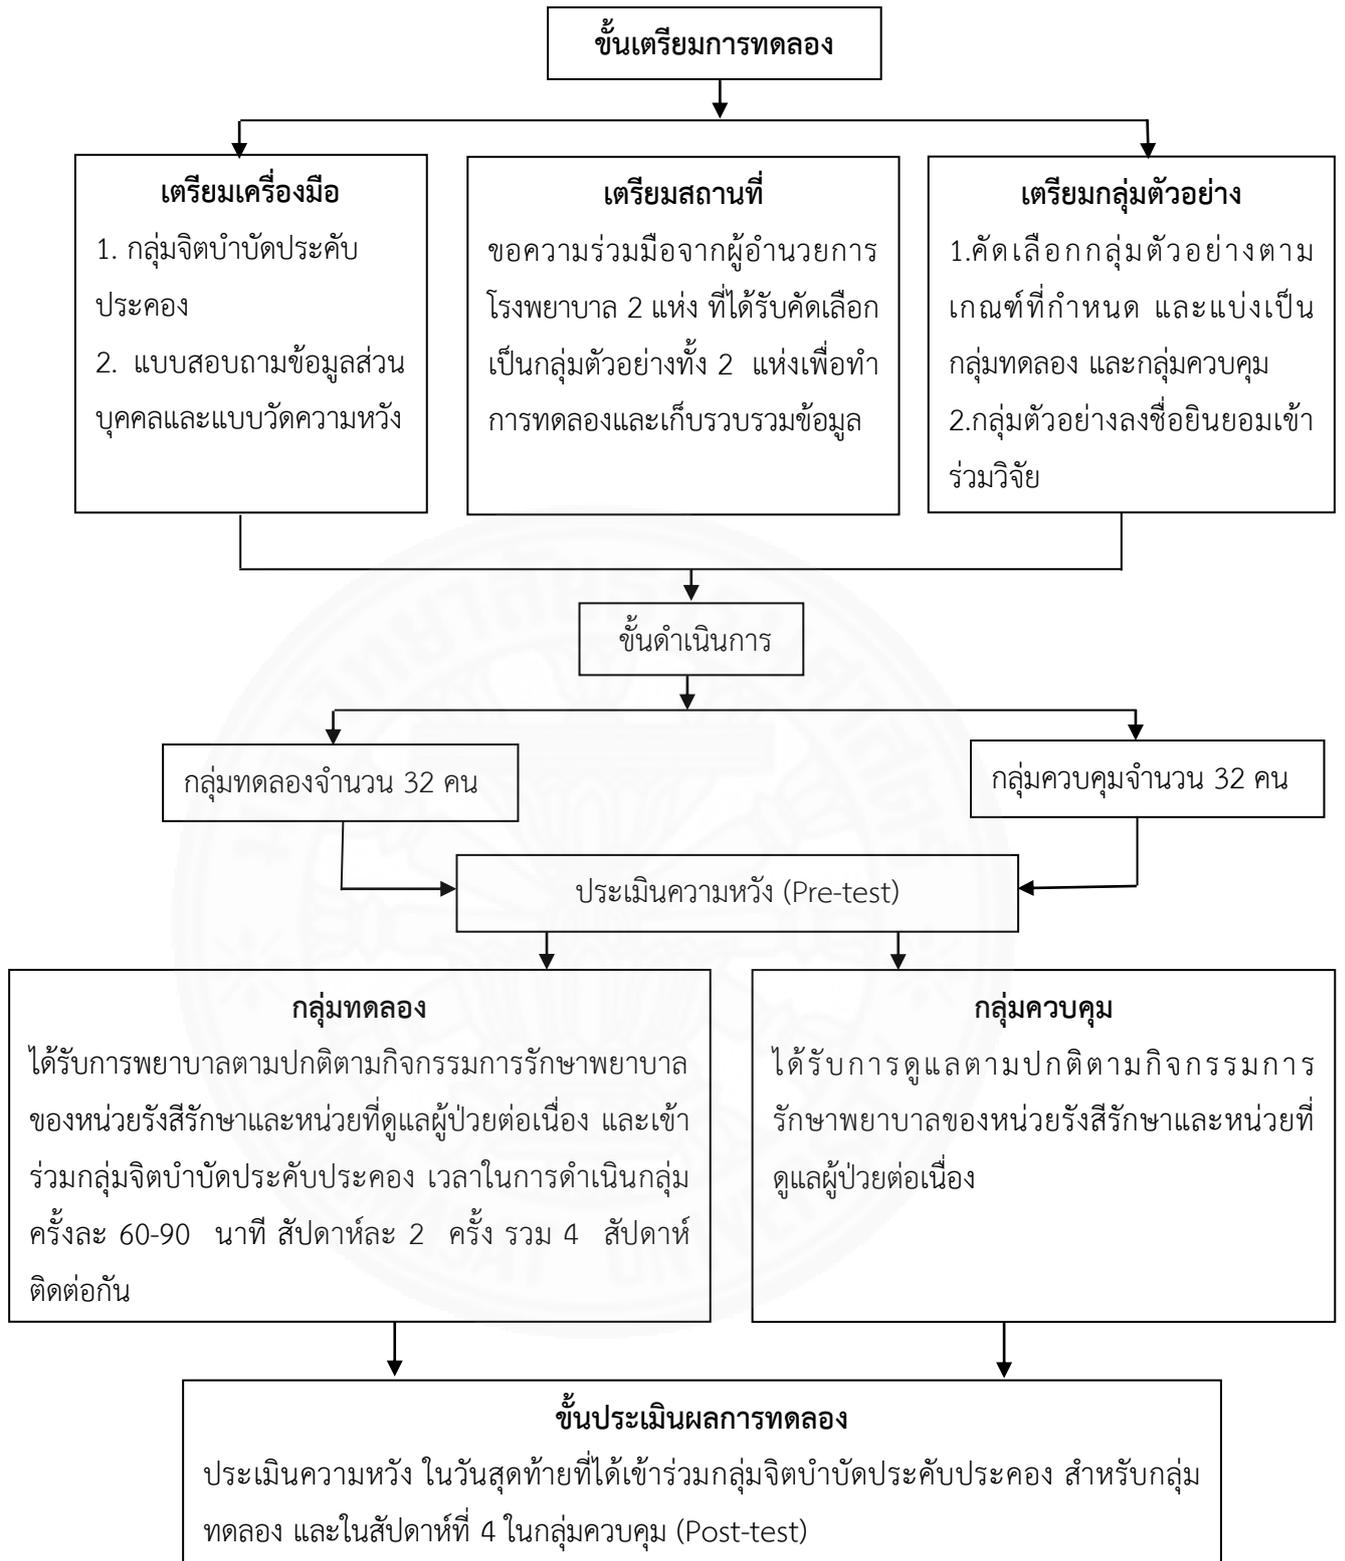 ขั้นเตรียมการทดลอง
เตรียมเครื่องมือ
1. กลุ่มจิตบำบัดประคับ
ประคอง
2. แบบสอบถามข้อมูลส่วน
บุคคลและแบบวัดความหวัง
เตรียมสถานที่
ขอความร่วมมือจากผู้อำนวยการ
โรงพยาบาล 2 แห่ง ที่ได้รับคัดเลือก
เป็นกลุ่มตัวอย่างทั้ง 2 แห่งเพื่อทำ
การทดลองและเก็บรวบรวมข้อมูล
เตรียมกลุ่มตัวอย่าง
1.คัดเลือกกลุ่มตัวอย่างตาม
เกณฑ์ที่กำหนด และแบ่งเป็น
กลุ่มทดลอง และกลุ่มควบคุม
2.กลุ่มตัวอย่างลงชื่อยินยอมเข้า
ร่วมวิจัย
ขั้นดำเนินการ
กลุ่มทดลองจำนวน 32 คน
กลุ่มควบคุมจำนวน 32 คน
ประเมินความหวัง (Pre-test)
กลุ่มทดลอง
ได้รับการพยาบาลตามปกติตามกิจกรรมการรักษาพยาบาล
ของหน่วยรังสีรักษาและหน่วยที่ดูแลผู้ป่วยต่อเนื่อง และเข้า
ร่วมกลุ่มจิตบำบัดประคับประคอง เวลาในการดำเนินกลุ่ม
ครั้งละ 60-90 นาที สัปดาห์ละ 2 ครั้ง รวม 4 สัปดาห์
ติดต่อกัน
กลุ่มควบคุม
ได้รับการดูแลตามปกติตามกิจกรรมการ
รักษาพยาบาลของหน่วยรังสีรักษาและหน่วยที่
ดูแลผู้ป่วยต่อเนื่อง
ขั้นประเมินผลการทดลอง
ประเมินความหวัง ในวันสุดท้ายที่ได้เข้าร่วมกลุ่มจิตบำบัดประคับประคอง สำหรับกลุ่ม
ทดลอง และในสัปดาห์ที่ 4 ในกลุ่มควบคุม (Post-test)